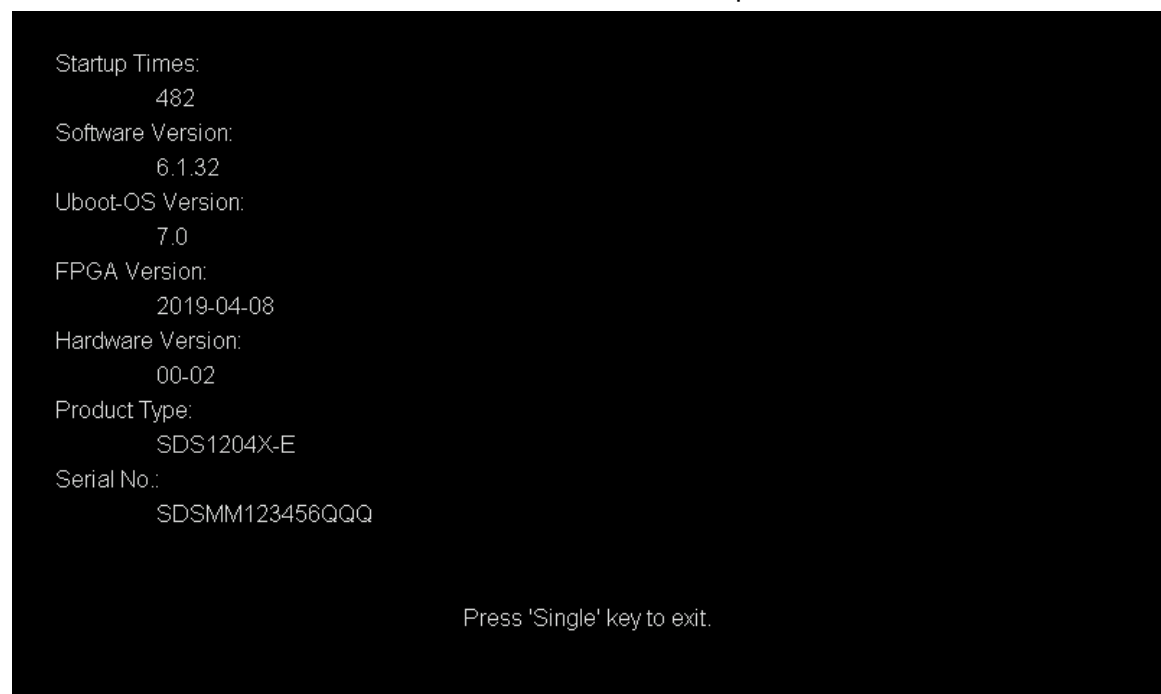 Startup Times:
482
Software Version:
6.1.32
Uboot-OS Version:
7.0
FPGA Version:
2019-04-08
Hardware Version:
00-02
Product Type:
SDS1204X-E
Serial No.:
SDSMM123456QQQ
Press 'Single' key to exit.